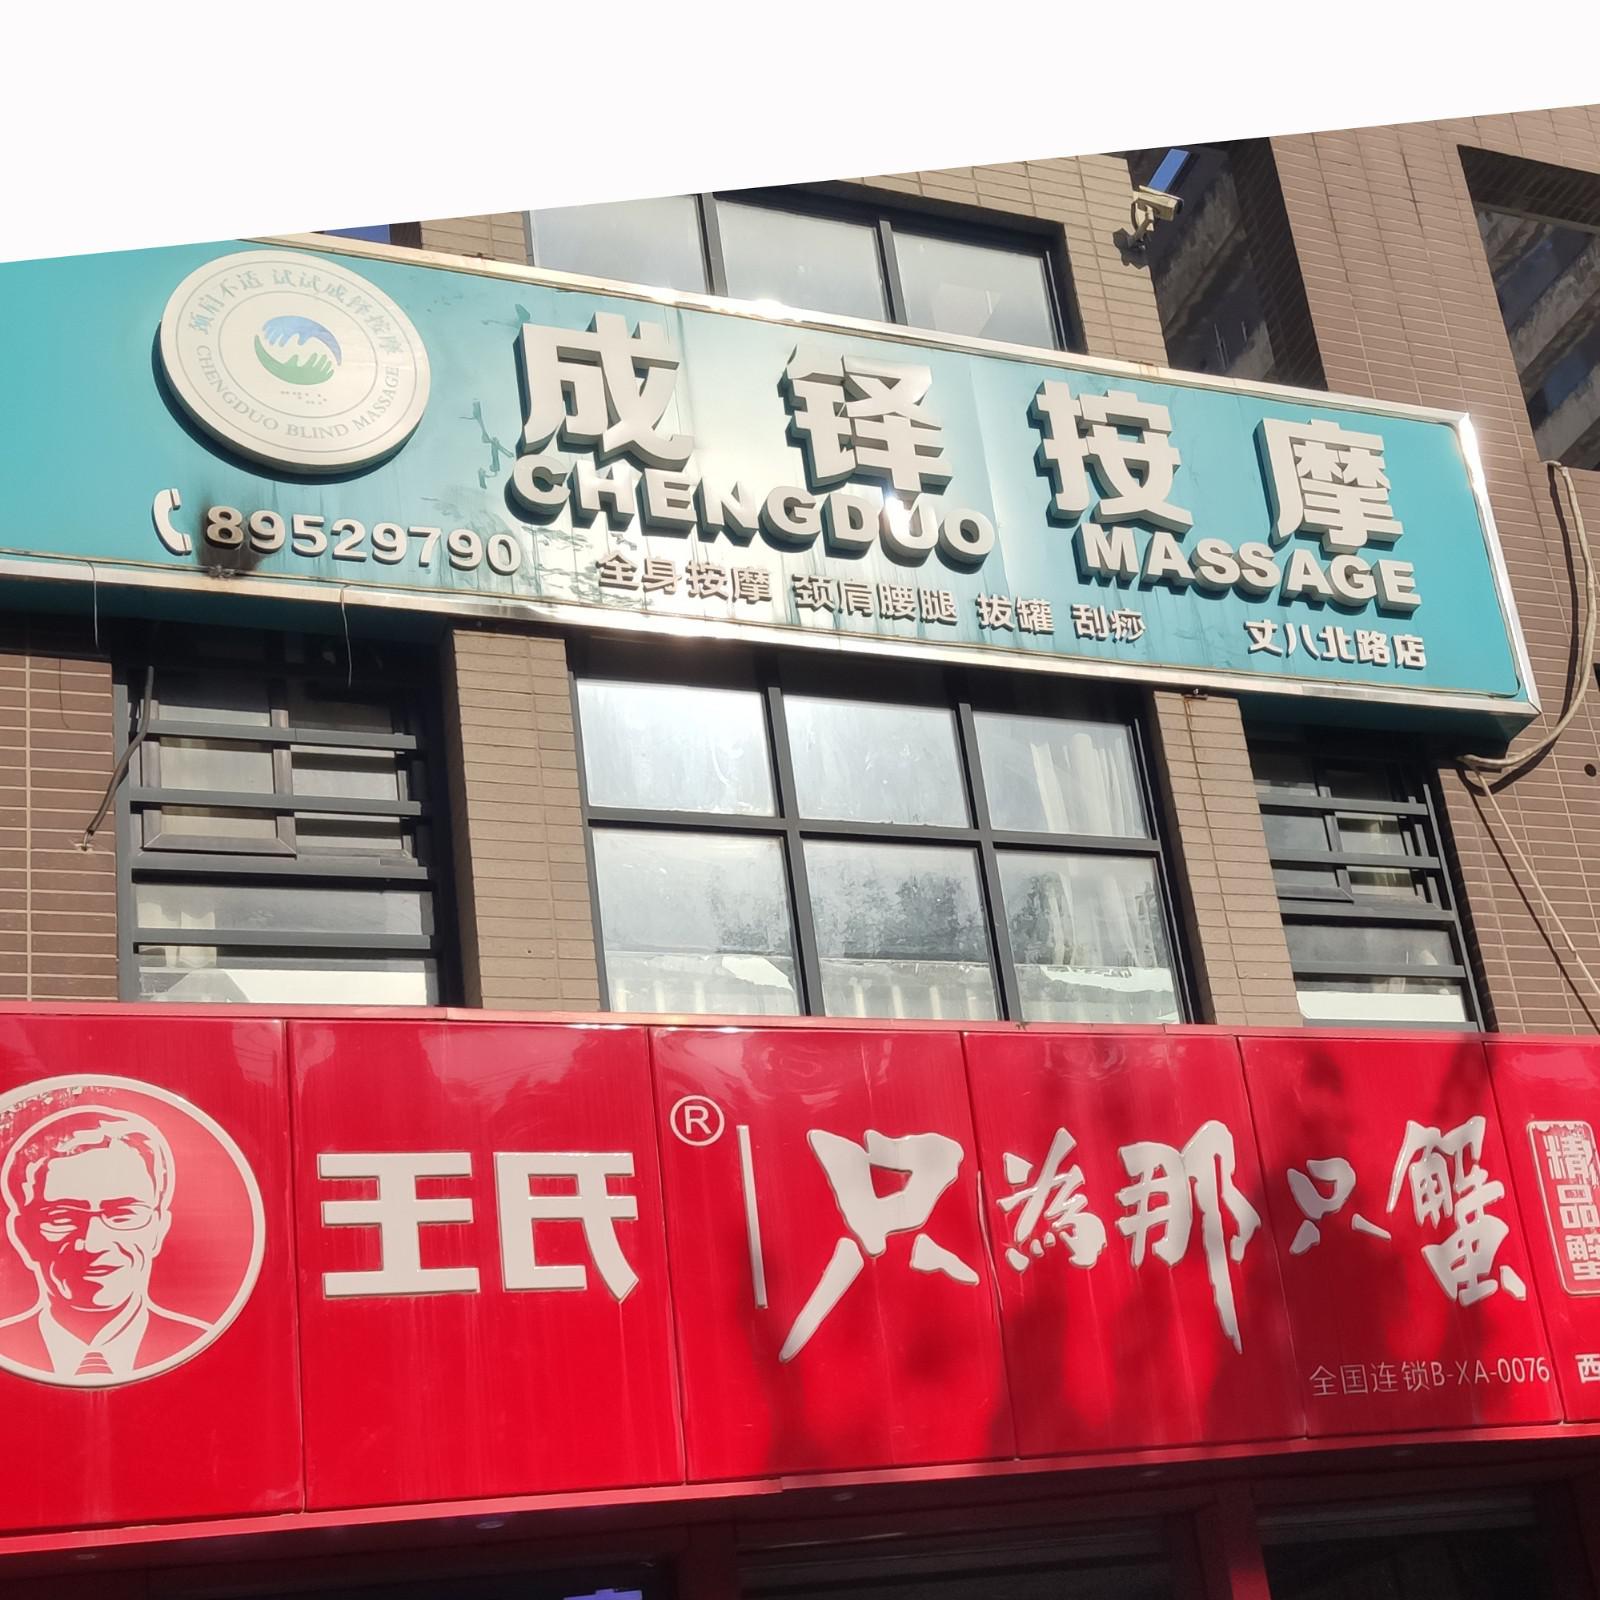 颈肩不适 试试成铎按摩
CHENGDUO BLIND MASSAGE
成铎按摩
CHENGDUO MASSAGE
89529790
全身按摩 颈肩腰腿 拔罐 刮痧
丈八北路店
王氏®
只為那只蟹
精品蟹
全国连锁B-XA-0076
西